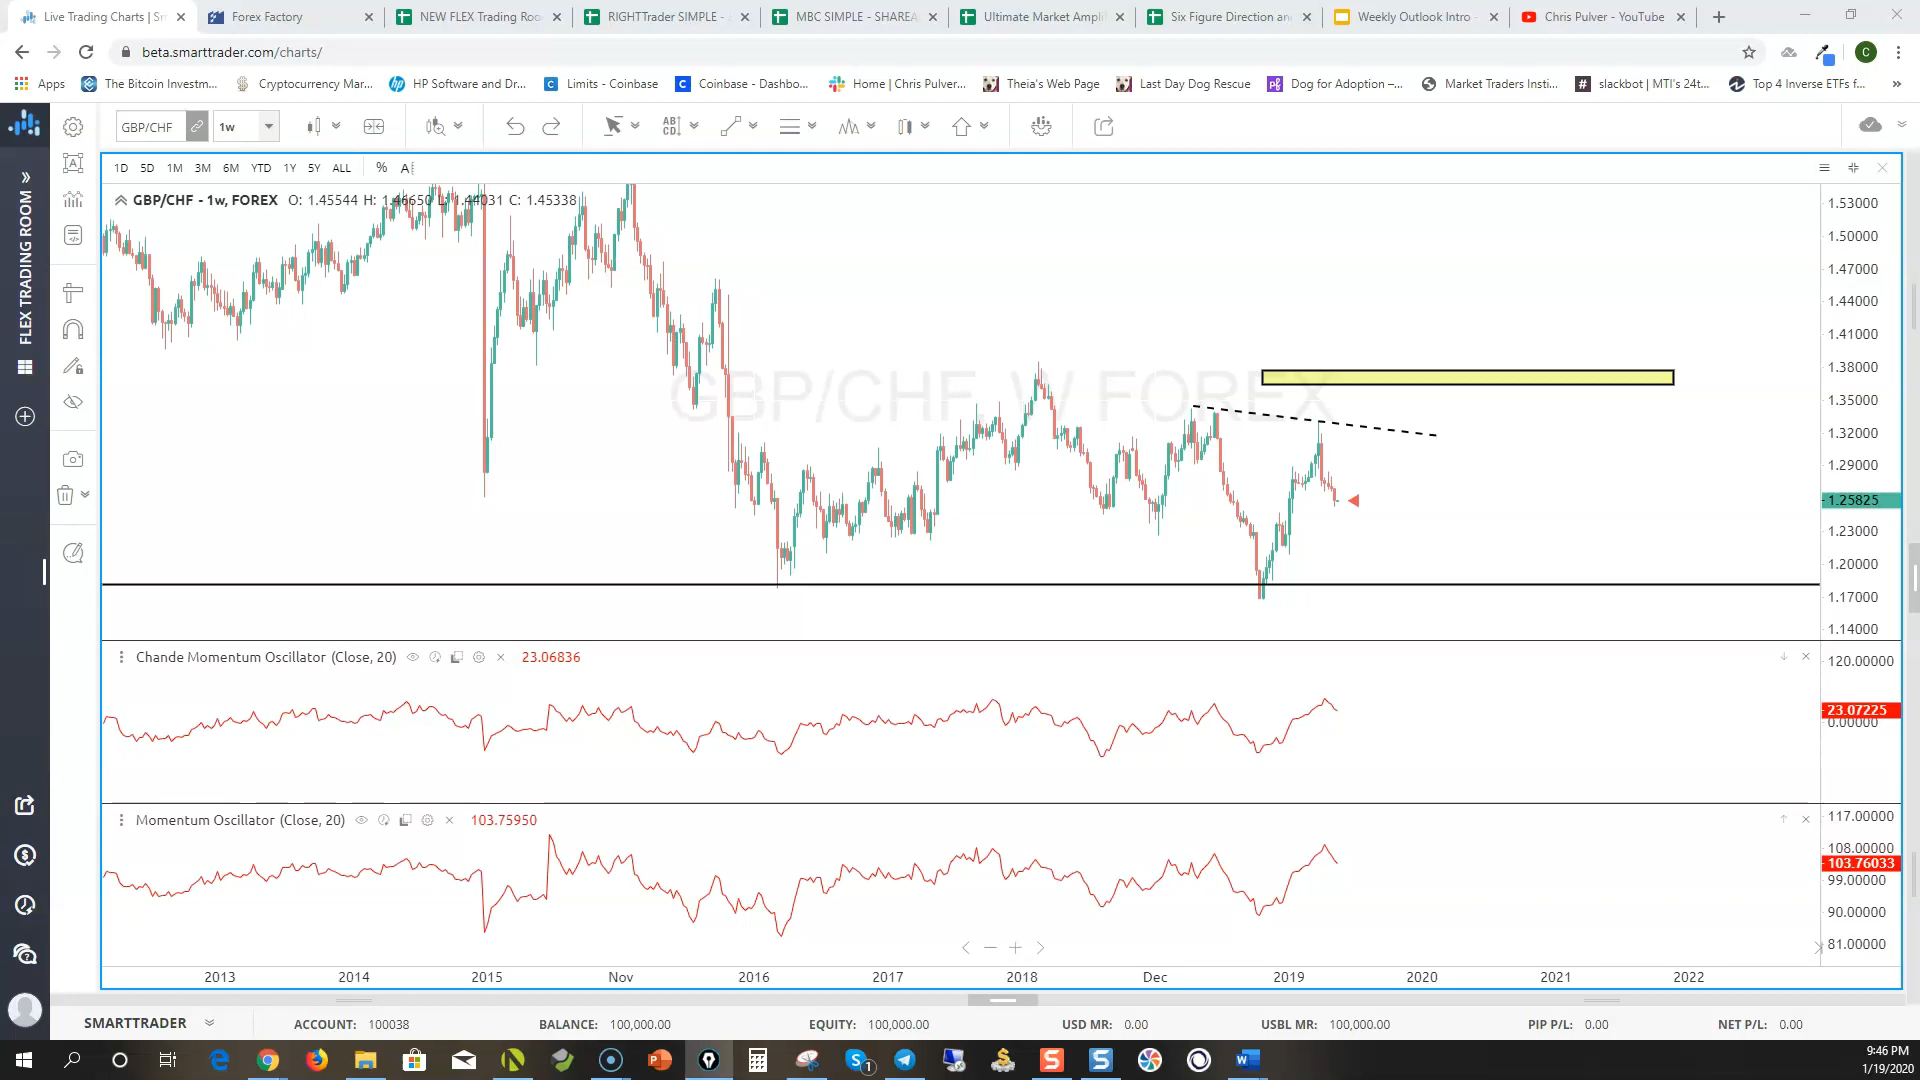 Live Trading Charts | Sm
Forex Factory
NEW FLEX Trading Roo
RIGHTTrader SIMPLE -
MBC SIMPLE - SHAREA
Ultimate Market Ampli
Six Figure Direction an
Weekly Outlook Intro -
Chris Pulver - YouTube
beta.smarttrader.com/charts/
C
Apps
The Bitcoin Investm...
Cryptocurrency Mar...
HP Software and Dr...
Limits - Coinbase
Coinbase - Dashbo...
Home | Chris Pulver...
Theia's Web Page
Last Day Dog Rescue
Dog for Adoption –...
Market Traders Insti...
slackbot | MTI's 24t...
Top 4 Inverse ETFs f...
GBP/CHF
1w
1D 5D 1M 3M 6M YTD 1Y 5Y ALL % A
FLEX TRADING ROOM
GBP/CHF - 1w, FOREX O: 1.45544 H: 1.46650 L: 1.44031 C: 1.45338
GBP/CHF, W FOREX
1.53000
1.50000
1.47000
1.44000
1.41000
1.38000
1.35000
1.32000
1.29000
1.25825
1.23000
1.20000
1.17000
1.14000
Chande Momentum Oscillator (Close, 20) 23.06836
120.00000
23.07225
0.00000
Momentum Oscillator (Close, 20) 103.75950
117.00000
108.00000
103.76033
99.00000
90.00000
81.00000
2013 2014 2015 Nov 2016 2017 2018 Dec 2019 2020 2021 2022
SMARTTRADER ACCOUNT: 100038 BALANCE: 100,000.00 EQUITY: 100,000.00 USD MR: 0.00 USBL MR: 100,000.00 PIP P/L: 0.00 NET P/L: 0.00
9:46 PM
1/19/2020